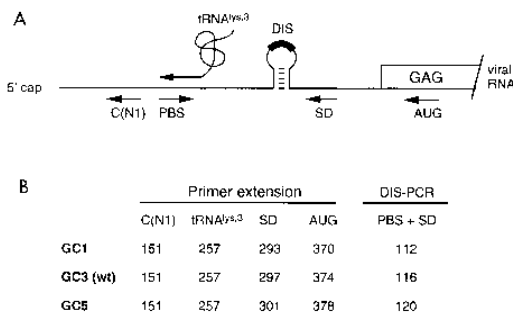 A
tRNAlys,3
DIS
GAG
5' cap
viral
RNA
C(N1) PBS SD AUG
B
Primer extension DIS-PCR
C(N1) tRNAlys,3 SD AUG PBS + SD
GC1 151 257 293 370 112
GC3 (wt) 151 257 297 374 116
GC5 151 257 301 378 120